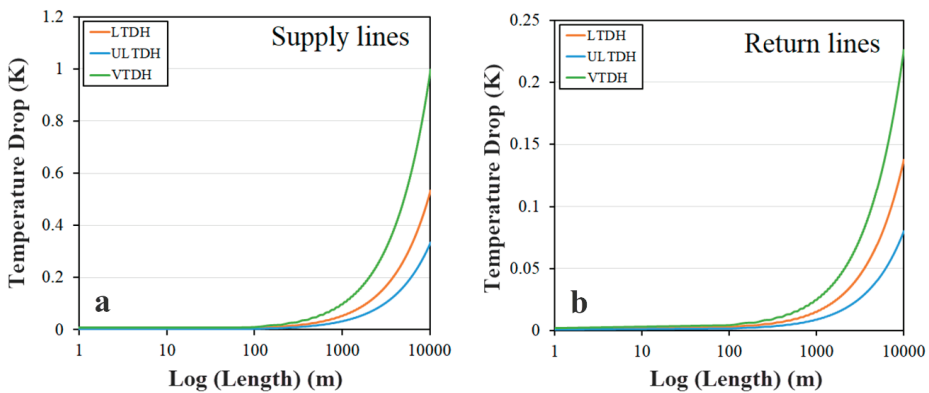 Supply lines
LTDH
ULTDH
VTDH
Temperature Drop (K)
1.2
1
0.8
0.6
0.4
0.2
0
a
1 10 100 1000 10000
Log (Length) (m)
Return lines
LTDH
ULTDH
VTDH
Temperature Drop (K)
0.25
0.2
0.15
0.1
0.05
0
b
1 10 100 1000 10000
Log (Length) (m)